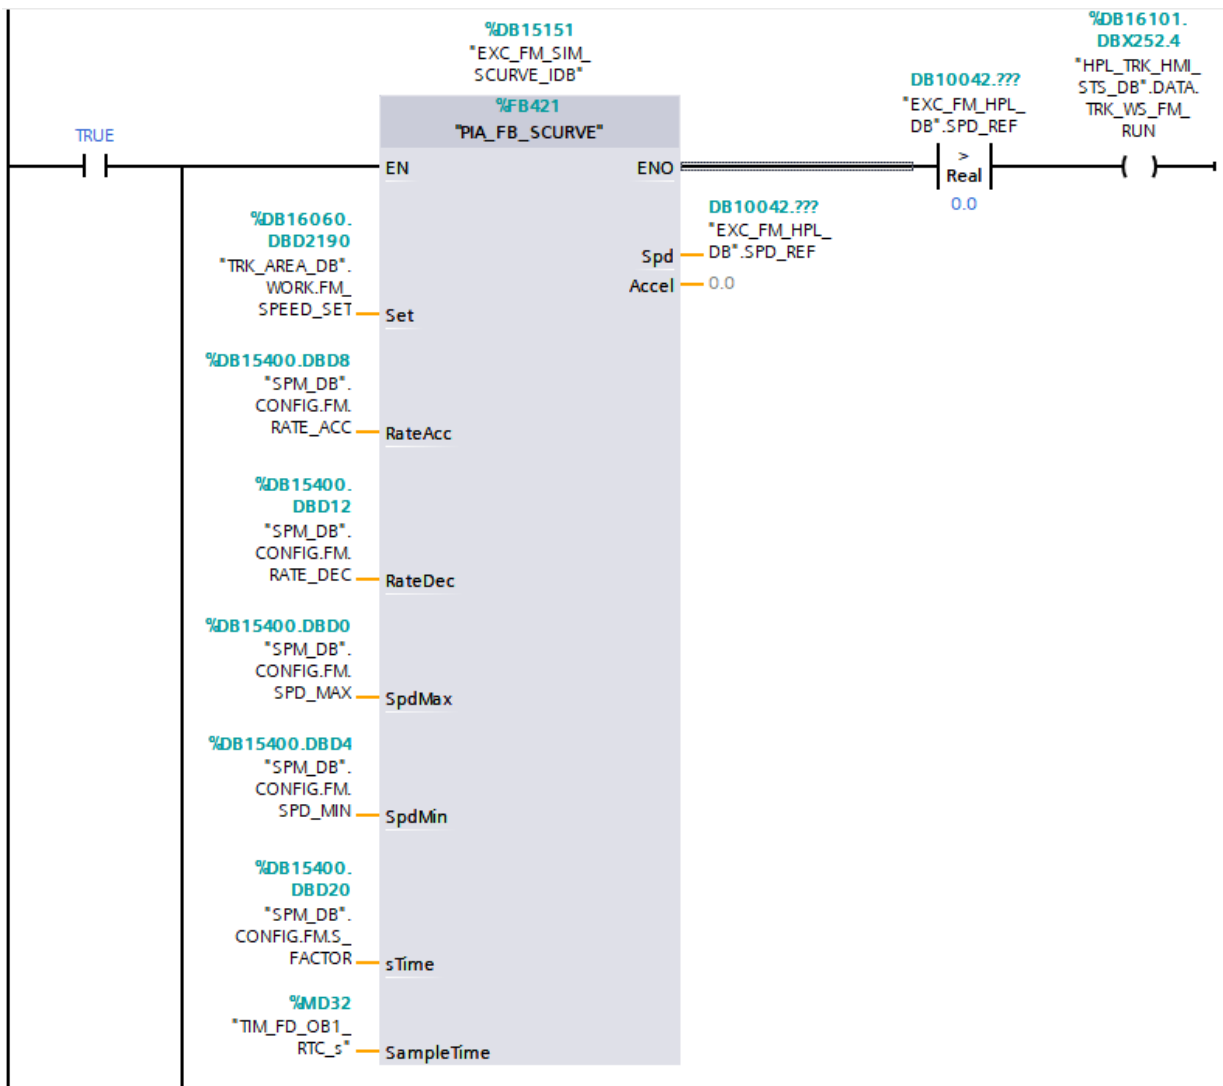 %DB15151
"EXC_FM_SIM_
SCURVE_IDB"
%FB421
"PIA_FB_SCURVE"
%DB16101.
DBX252.4
"HPL_TRK_HMI_
STS_DB".DATA.
TRK_WS_FM_
RUN
DB10042.???
"EXC_FM_HPL_
DB".SPD_REF
TRUE
EN
ENO
>
Real
0.0
%DB16060.
DBD2190
"TRK_AREA_DB".
WORK.FM_
SPEED_SET
Set
DB10042.???
"EXC_FM_HPL_
DB".SPD_REF
Spd
Accel
0.0
%DB15400.DBD8
"SPM_DB".
CONFIG.FM.
RATE_ACC
RateAcc
%DB15400.
DBD12
"SPM_DB".
CONFIG.FM.
RATE_DEC
RateDec
%DB15400.DBD0
"SPM_DB".
CONFIG.FM.
SPD_MAX
SpdMax
%DB15400.DBD4
"SPM_DB".
CONFIG.FM.
SPD_MIN
SpdMin
%DB15400.
DBD20
"SPM_DB".
CONFIG.FM.S_
FACTOR
sTime
%MD32
"TIM_FD_OB1_
RTC_s"
SampleTime